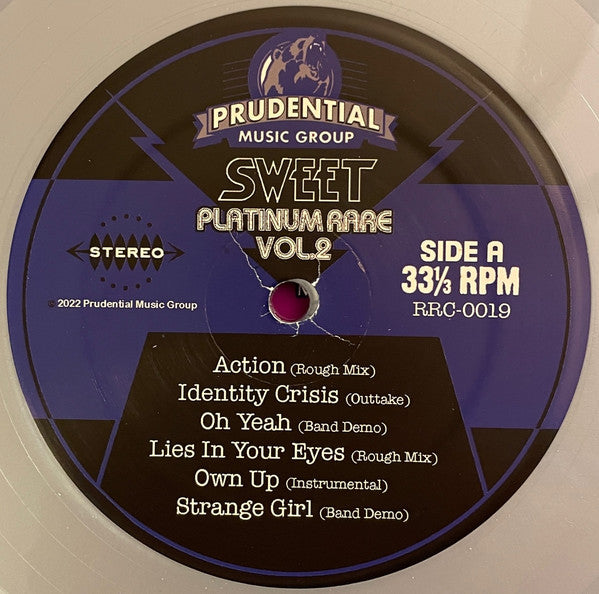 PRUDENTIAL
MUSIC GROUP
SWEET
PLATINUM RARE
VOL.2
STEREO
SIDE A
33⅓ RPM
RRC-0019
© 2022 Prudential Music Group
Action (Rough Mix)
Identity Crisis (Outtake)
Oh Yeah (Band Demo)
Lies In Your Eyes (Rough Mix)
Own Up (Instrumental)
Strange Girl (Band Demo)